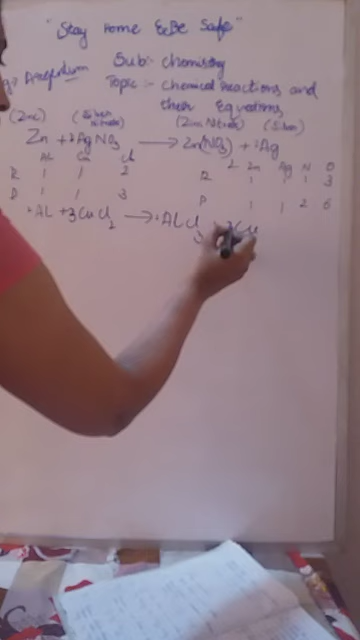 "Stay Home & Be Safe"
Sub:- chemistry
Topic:- chemical Reactions and
their Equations
(Zinc) (Silver Nitrate) (Zinc Nitrate) (Silver)
Zn + 2AgNO3 → Zn(NO3)2 + 2Ag
AL Cu Cl
R 1 1 2
P 1 1 3
Zn Ag N O
R 1 1 1 3
P 1 1 2 6
2AL + 3CuCl2 → 2ALCl3 + 3Cu